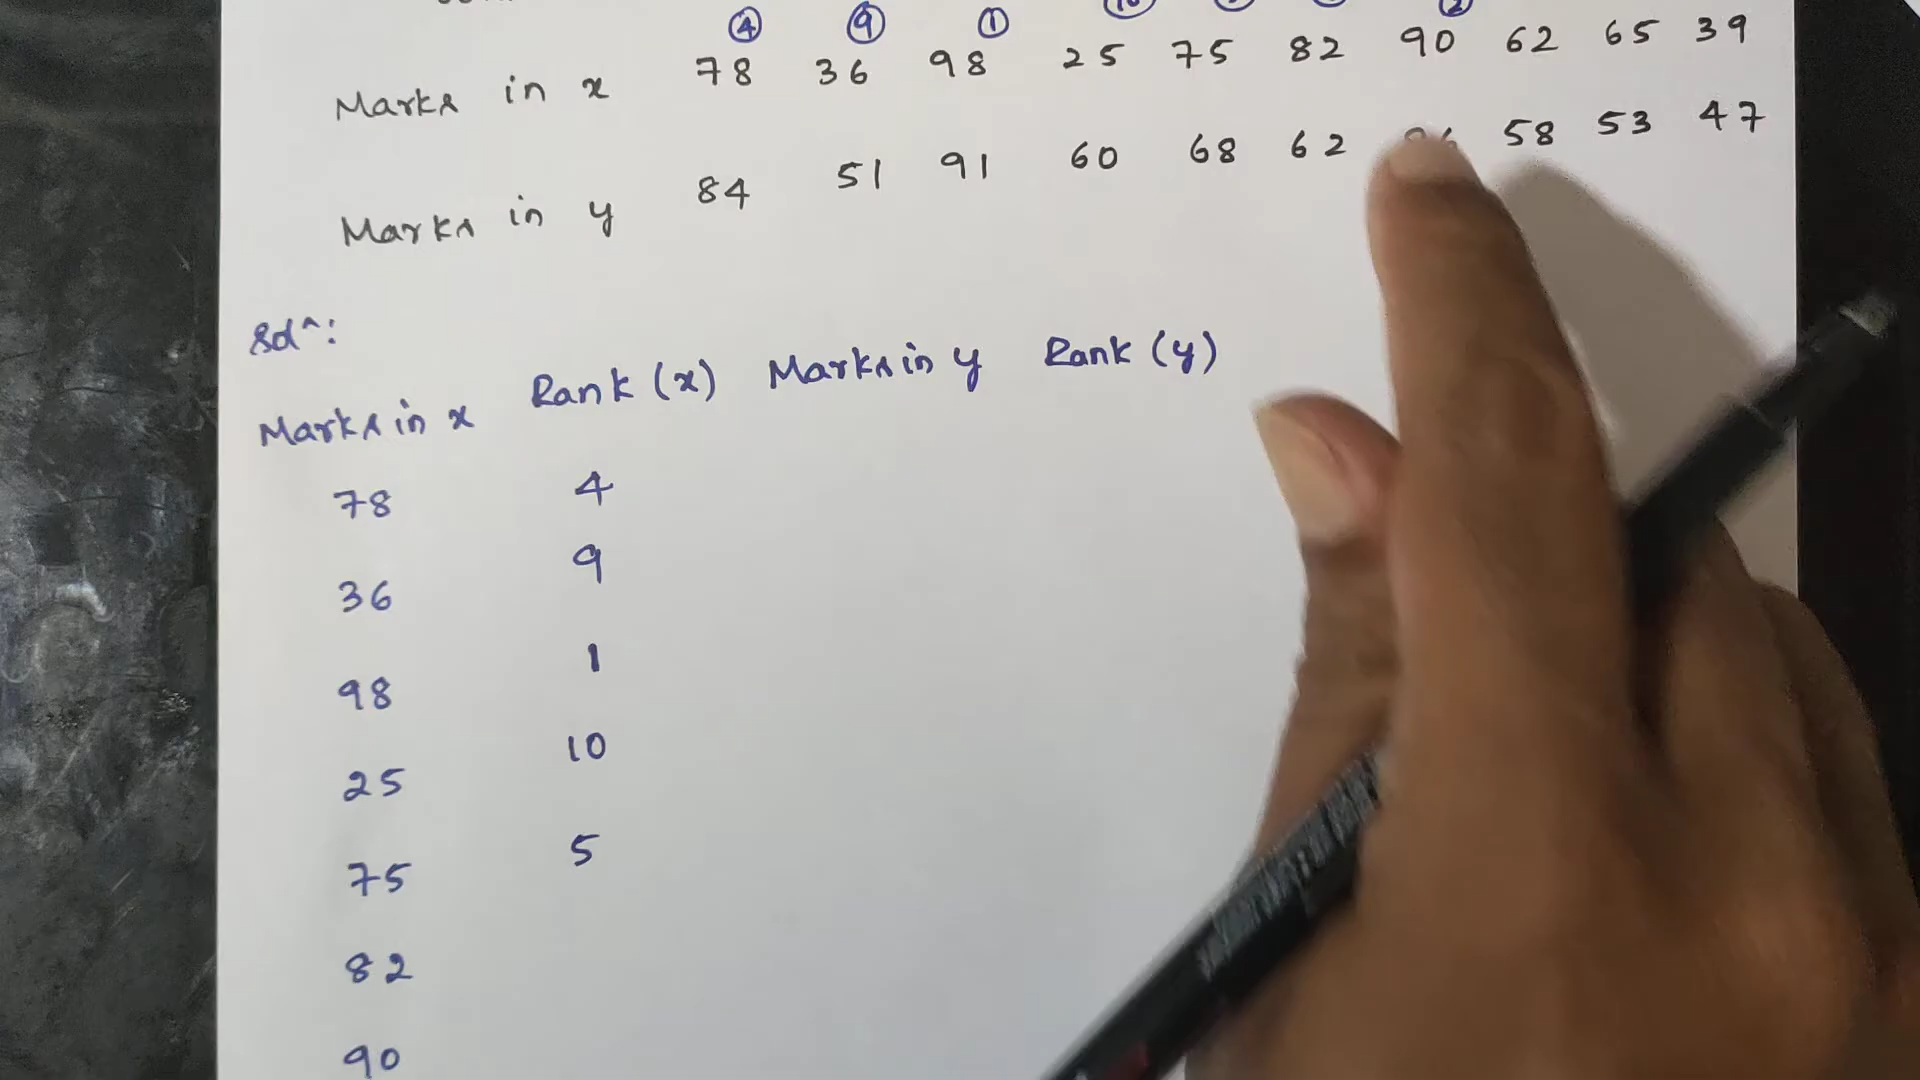 ④ ⑨ ① ②
Marks in x 78 36 98 25 75 82 90 62 65 39
Marks in y 84 51 91 60 68 62 58 53 47
Sol^n:
Marks in x Rank (x) Marks in y Rank (y)
78 4
36 9
98 1
25 10
75 5
82
90